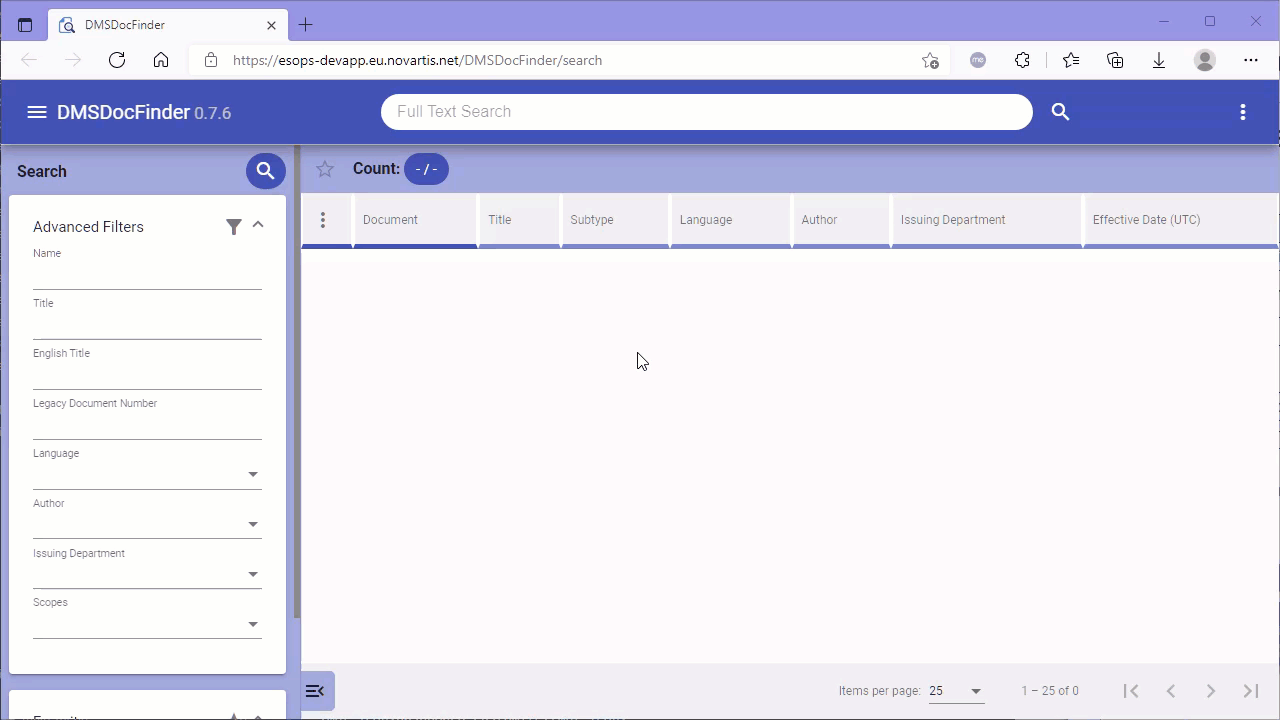 DMSDocFinder
https://esops-devapp.eu.novartis.net/DMSDocFinder/search
me
DMSDocFinder 0.7.6
Full Text Search
Search
Count: - / -
Advanced Filters
Document
Title
Subtype
Language
Author
Issuing Department
Effective Date (UTC)
Name
Title
English Title
Legacy Document Number
Language
Author
Issuing Department
Scopes
Items per page: 25
1 – 25 of 0